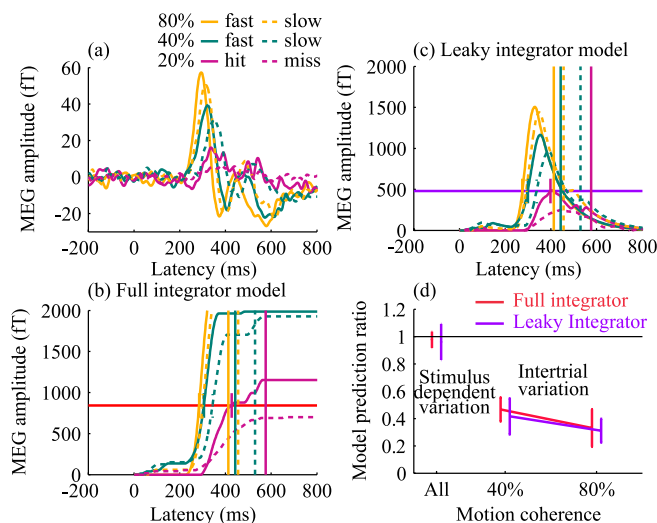 80% fast slow
40% fast slow
20% hit miss
(a)
60
40
20
0
-20
MEG amplitude (fT)
-200 0 200 400 600 800
Latency (ms)
(c) Leaky integrator model
2000
1500
1000
500
0
MEG amplitude (fT)
-200 0 200 400 600 800
Latency (ms)
(b) Full integrator model
2000
1500
1000
500
0
MEG amplitude (fT)
-200 0 200 400 600 800
Latency (ms)
(d)
Full integrator
Leaky Integrator
1.2
1
0.8
0.6
0.4
0.2
0
Model prediction ratio
Stimulus
dependent
variation
Intertrial
variation
All 40% 80%
Motion coherence